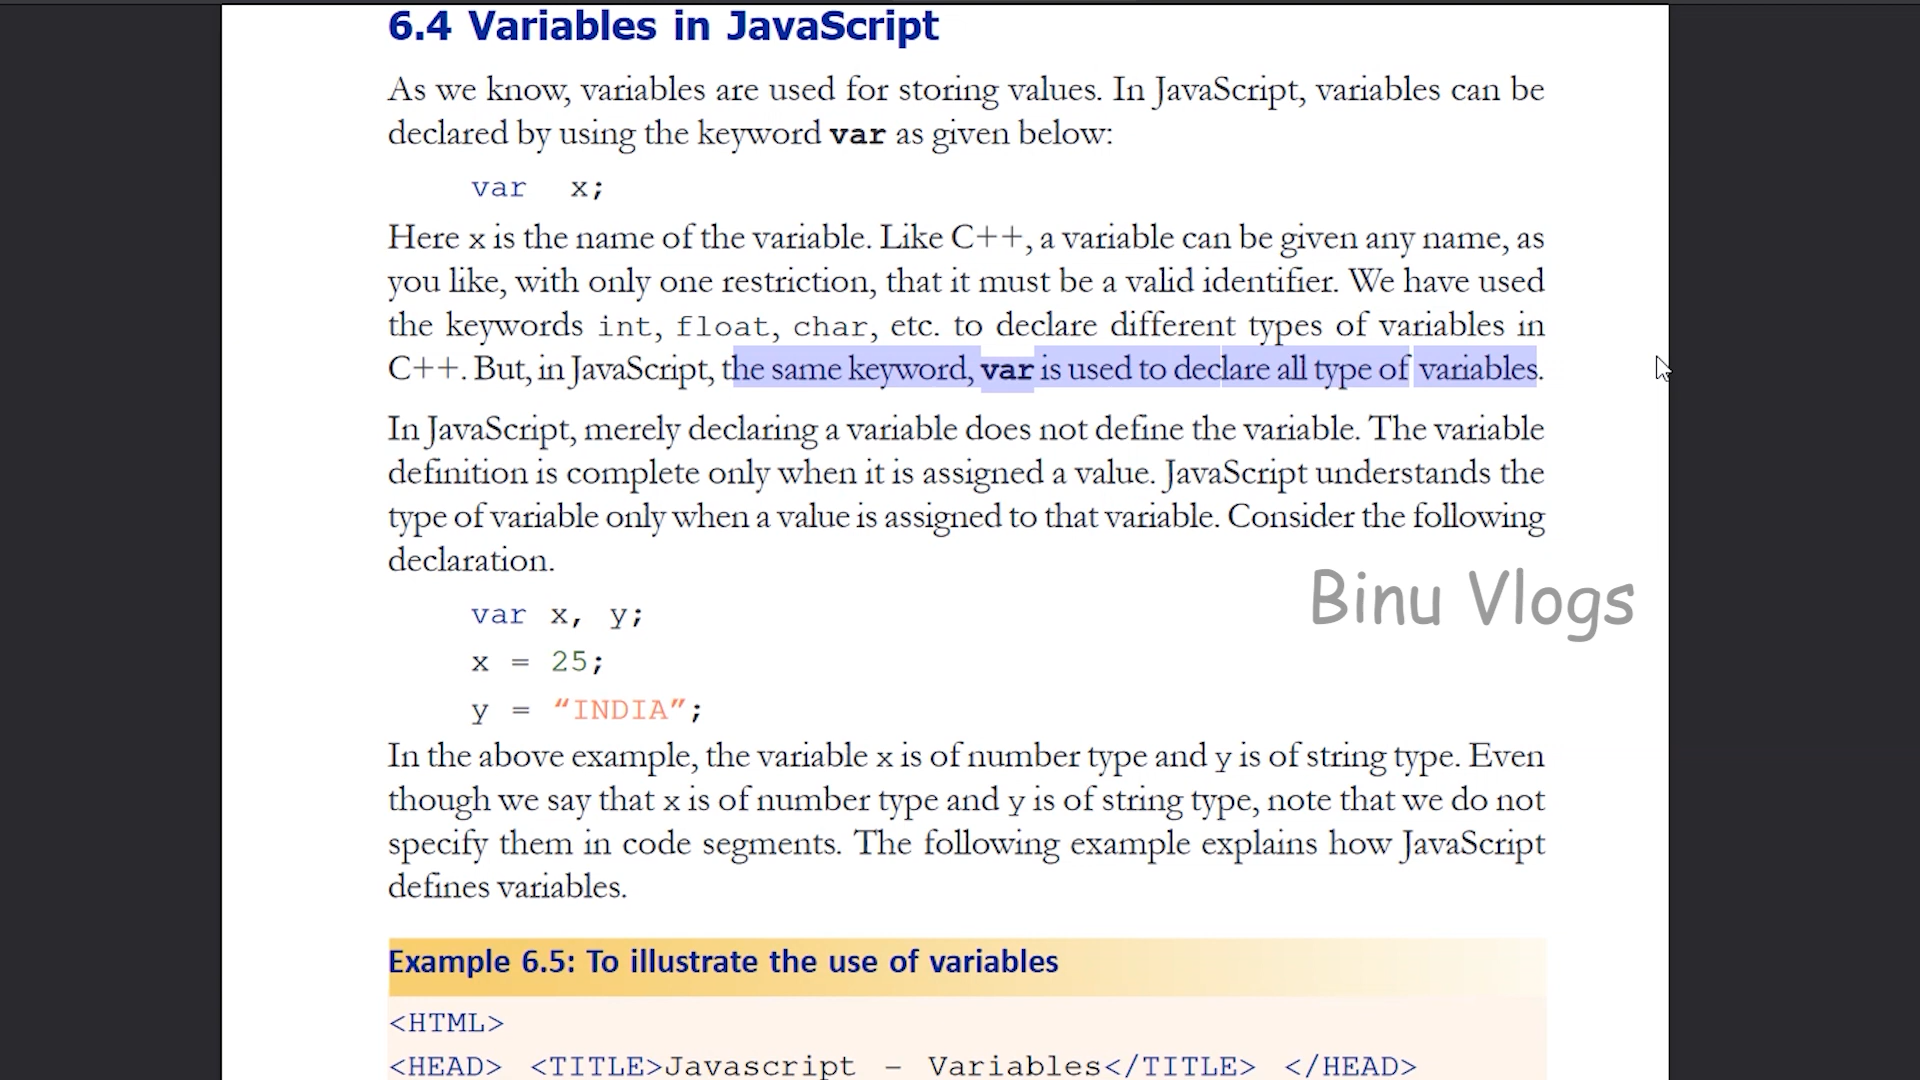 6.4 Variables in JavaScript
As we know, variables are used for storing values. In JavaScript, variables can be
declared by using the keyword var as given below:
var x;
Here x is the name of the variable. Like C++, a variable can be given any name, as
you like, with only one restriction, that it must be a valid identifier. We have used
the keywords int, float, char, etc. to declare different types of variables in
C++. But, in JavaScript, the same keyword, var is used to declare all type of variables.
In JavaScript, merely declaring a variable does not define the variable. The variable
definition is complete only when it is assigned a value. JavaScript understands the
type of variable only when a value is assigned to that variable. Consider the following
declaration.
Binu Vlogs
var x, y;
x = 25;
y = “INDIA”;
In the above example, the variable x is of number type and y is of string type. Even
though we say that x is of number type and y is of string type, note that we do not
specify them in code segments. The following example explains how JavaScript
defines variables.
Example 6.5: To illustrate the use of variables
<HTML>
<HEAD> <TITLE>Javascript – Variables</TITLE> </HEAD>